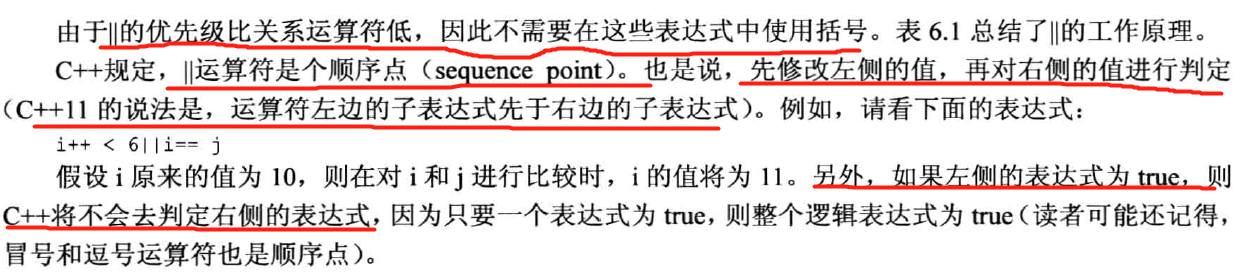 由于||的优先级比关系运算符低，因此不需要在这些表达式中使用括号。表 6.1 总结了||的工作原理。
C++规定，||运算符是个顺序点（sequence point）。也是说，先修改左侧的值，再对右侧的值进行判定
（C++11 的说法是，运算符左边的子表达式先于右边的子表达式）。例如，请看下面的表达式：
i++ < 6||i== j
假设 i 原来的值为 10，则在对 i 和 j 进行比较时，i 的值将为 11。另外，如果左侧的表达式为 true，则
C++将不会去判定右侧的表达式，因为只要一个表达式为 true，则整个逻辑表达式为 true（读者可能还记得，
冒号和逗号运算符也是顺序点）。